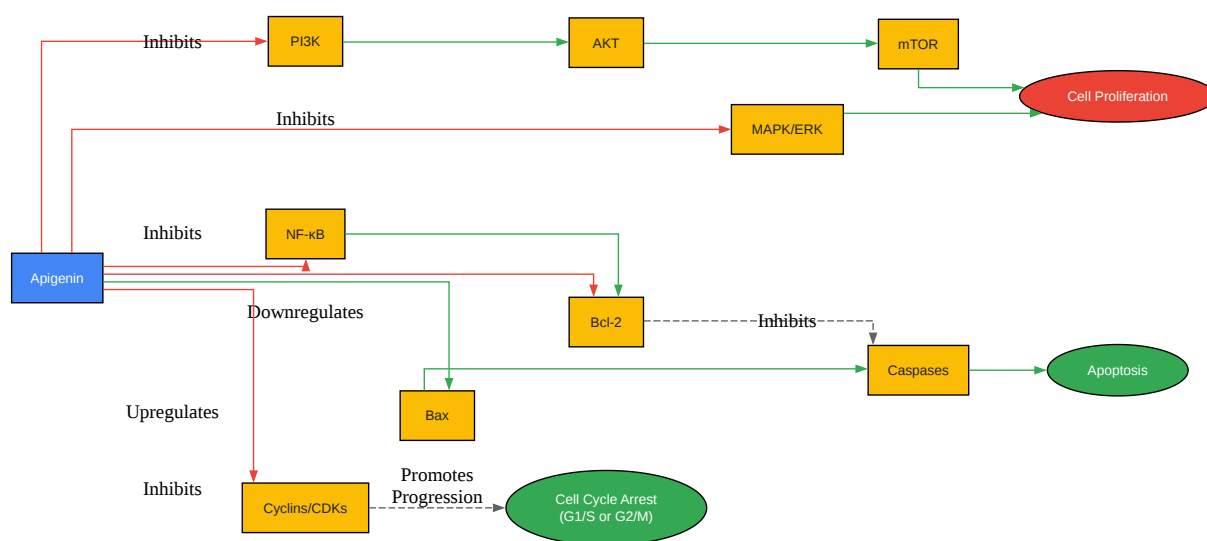 Inhibits
PI3K
AKT
mTOR
Cell Proliferation
Inhibits
MAPK/ERK
Inhibits
NF-κB
Apigenin
Downregulates
Bcl-2
Inhibits
Caspases
Apoptosis
Upregulates
Bax
Inhibits
Cyclins/CDKs
Promotes
Progression
Cell Cycle Arrest
(G1/S or G2/M)